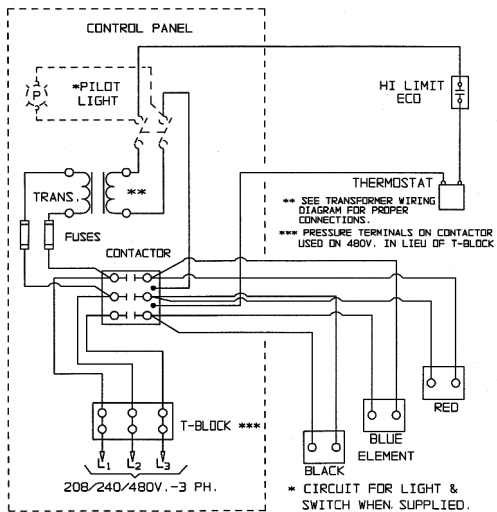 CONTROL PANEL
*PILOT
LIGHT
P
HI LIMIT
ECO
THERMOSTAT
TRANS.
**
** SEE TRANSFORMER WIRING
DIAGRAM FOR PROPER
CONNECTIONS.
*** PRESSURE TERMINALS ON CONTACTOR
USED ON 480V. IN LIEU OF T-BLOCK
FUSES
CONTACTOR
RED
T-BLOCK ***
BLUE
ELEMENT
L1 L2 L3
BLACK
208/240/480V.-3 PH.
* CIRCUIT FOR LIGHT &
SWITCH WHEN SUPPLIED.